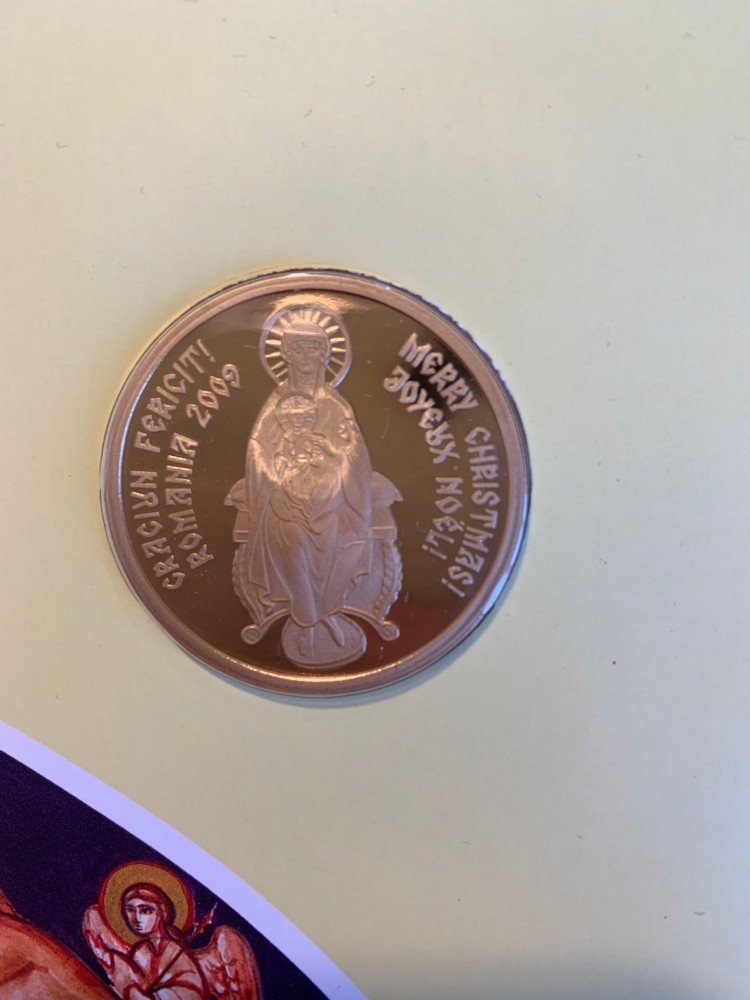 CRACIUN FERICIT!
ROMANIA 2009
MERRY CHRISTMAS!
JOYEUX NOËL!